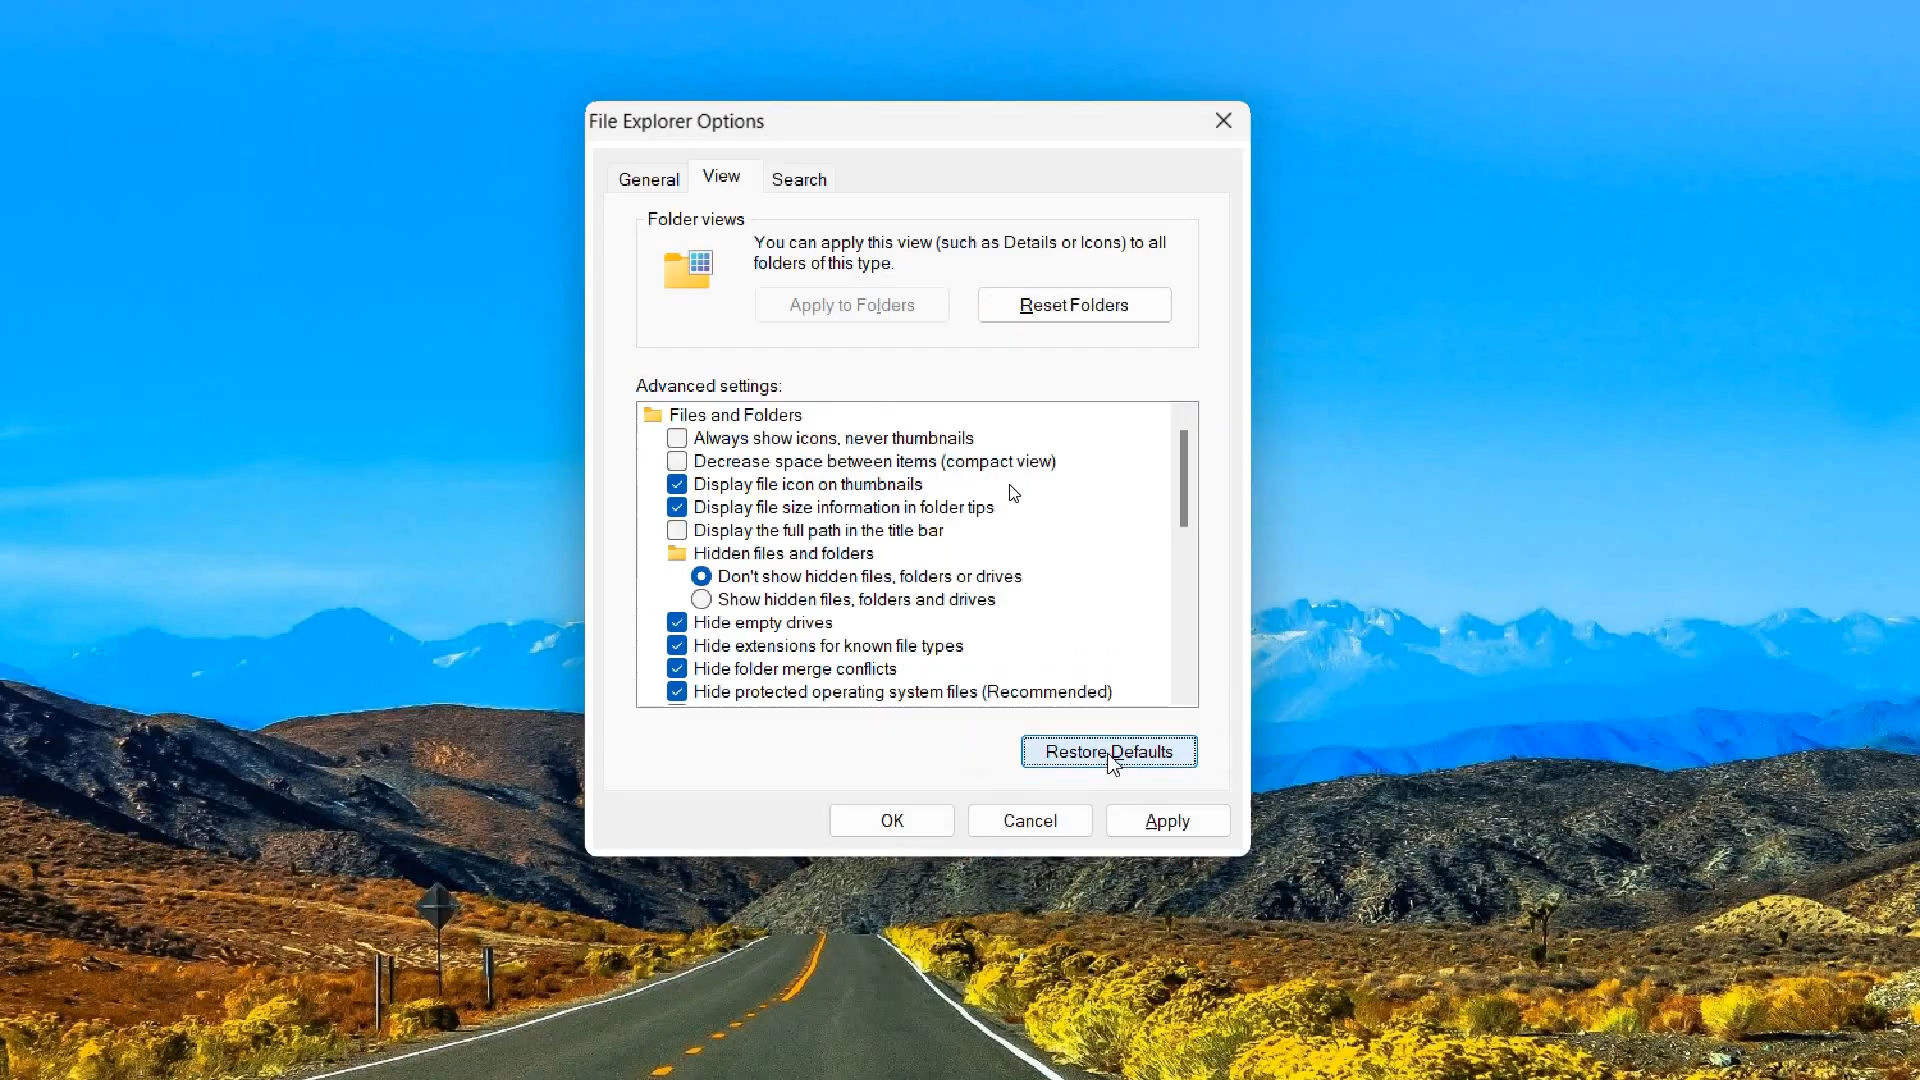 File Explorer Options
General
View
Search
Folder views
You can apply this view (such as Details or Icons) to all
folders of this type.
Apply to Folders
Reset Folders
Advanced settings:
Files and Folders
Always show icons, never thumbnails
Decrease space between items (compact view)
Display file icon on thumbnails
Display file size information in folder tips
Display the full path in the title bar
Hidden files and folders
Don't show hidden files, folders or drives
Show hidden files, folders and drives
Hide empty drives
Hide extensions for known file types
Hide folder merge conflicts
Hide protected operating system files (Recommended)
Restore Defaults
OK
Cancel
Apply